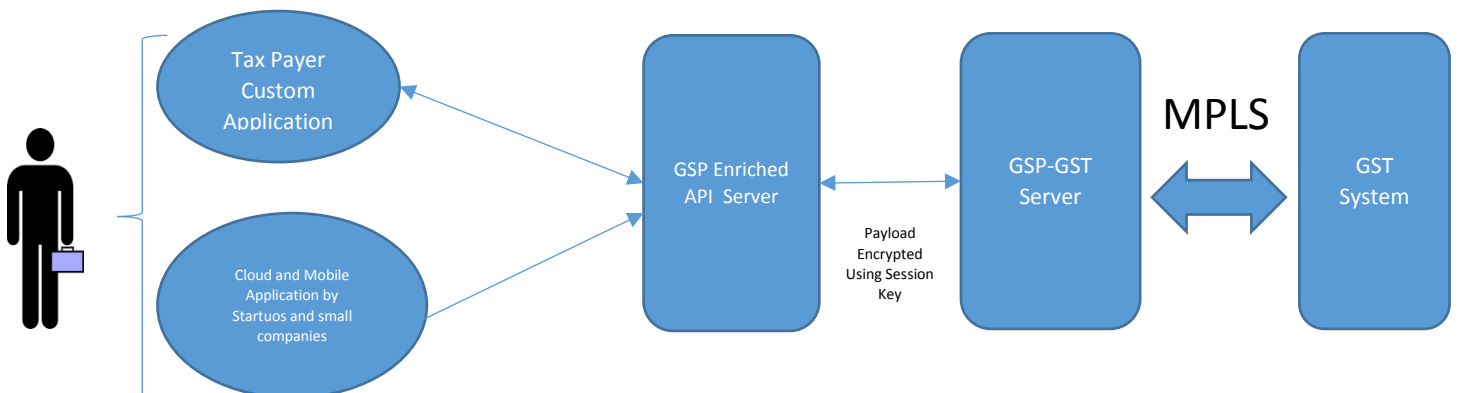 Tax Payer
Custom
Application
Cloud and Mobile
Application by
Startuos and small
companies
GSP Enriched
API Server
Payload
Encrypted
Using Session
Key
GSP-GST
Server
MPLS
GST
System